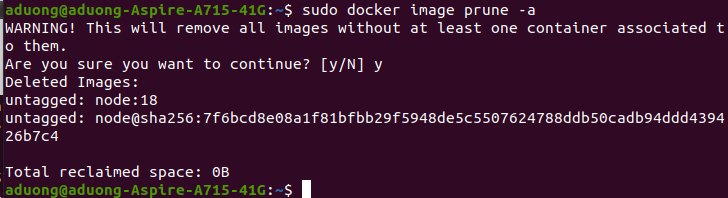 aduong@aduong-Aspire-A715-41G:~$ sudo docker image prune -a
WARNING! This will remove all images without at least one container associated t
o them.
Are you sure you want to continue? [y/N] y
Deleted Images:
untagged: node:18
untagged: node@sha256:7f6bcd8e08a1f81bfbb29f5948de5c5507624788ddb50cadb94ddd4394
26b7c4

Total reclaimed space: 0B
aduong@aduong-Aspire-A715-41G:~$